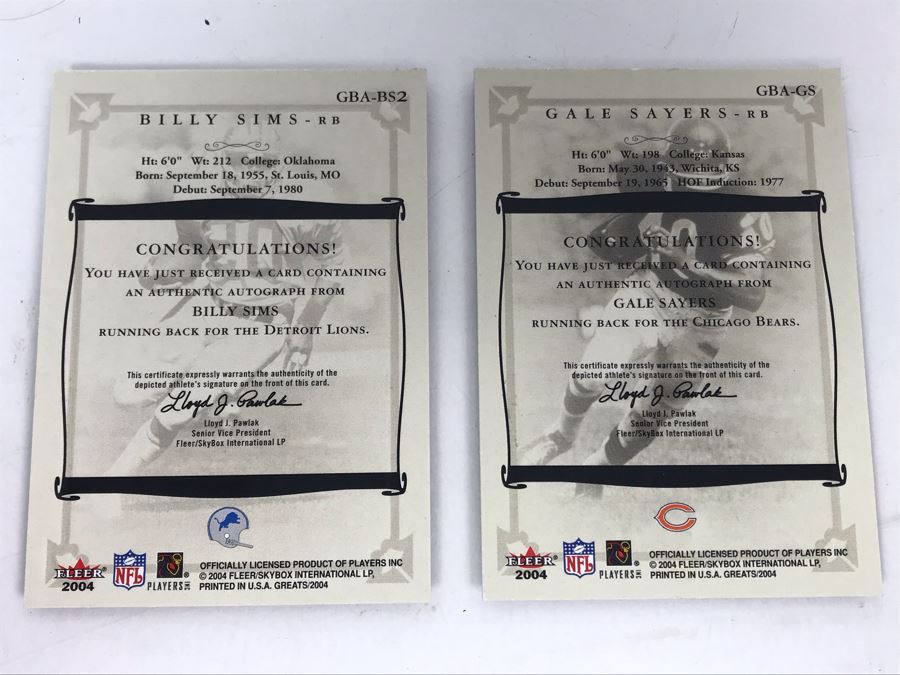 GBA-BS2
BILLY SIMS - RB
Ht: 6'0" Wt: 212 College: Oklahoma
Born: September 18, 1955, St. Louis, MO
Debut: September 7, 1980
CONGRATULATIONS!
YOU HAVE JUST RECEIVED A CARD CONTAINING
AN AUTHENTIC AUTOGRAPH FROM
BILLY SIMS
RUNNING BACK FOR THE DETROIT LIONS.
This certificate expressly warrants the authenticity of the
depicted athlete's signature on the front of this card.
Lloyd J. Pawlak
Lloyd J. Pawlak
Senior Vice President
Fleer/SkyBox International LP
FLEER
2004
NFL
PLAYERS INC
OFFICIALLY LICENSED PRODUCT OF PLAYERS INC
© 2004 FLEER/SKYBOX INTERNATIONAL LP,
PRINTED IN U.S.A. GREATS/2004
GBA-GS
GALE SAYERS - RB
Ht: 6'0" Wt: 198 College: Kansas
Born: May 30, 1943, Wichita, KS
Debut: September 19, 1965 HOF Induction: 1977
CONGRATULATIONS!
YOU HAVE JUST RECEIVED A CARD CONTAINING
AN AUTHENTIC AUTOGRAPH FROM
GALE SAYERS
RUNNING BACK FOR THE CHICAGO BEARS.
This certificate expressly warrants the authenticity of the
depicted athlete's signature on the front of this card.
Lloyd J. Pawlak
Lloyd J. Pawlak
Senior Vice President
Fleer/SkyBox International LP
C
FLEER
2004
NFL
PLAYERS INC
OFFICIALLY LICENSED PRODUCT OF PLAYERS INC
© 2004 FLEER/SKYBOX INTERNATIONAL LP,
PRINTED IN U.S.A. GREATS/2004